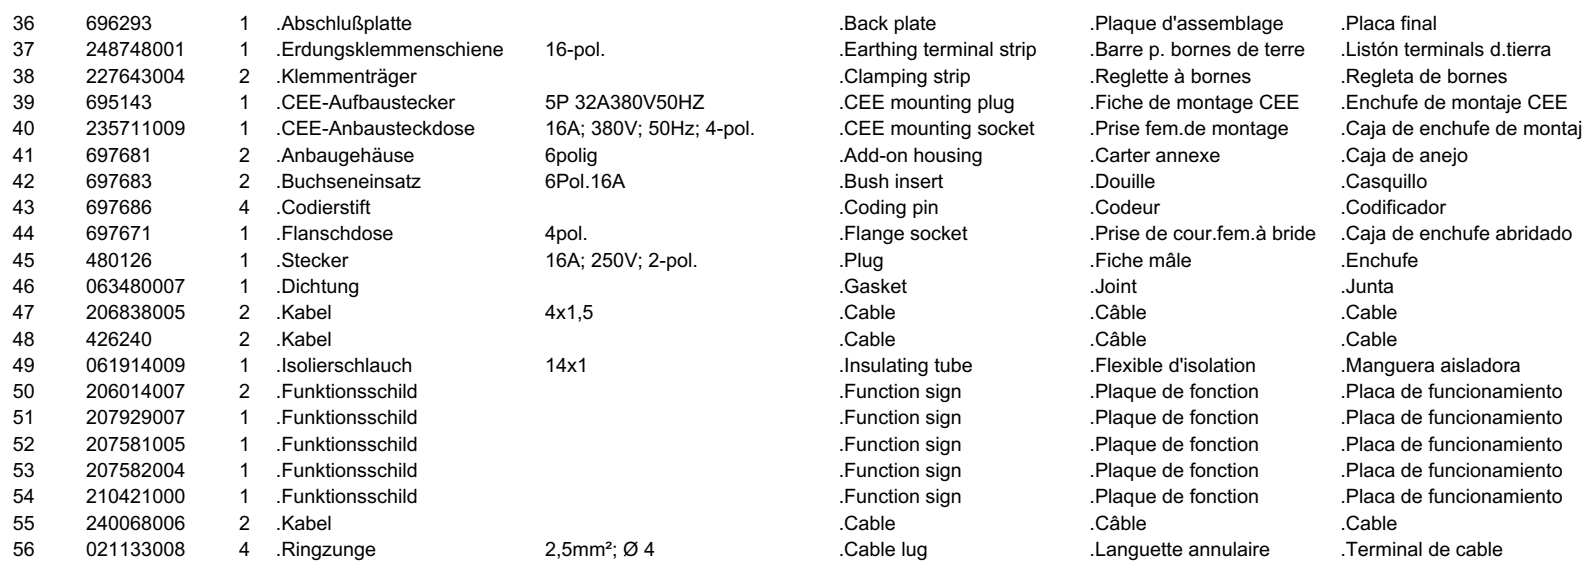 36 696293 1 .Abschlußplatte .Back plate .Plaque d'assemblage .Placa final
37 248748001 1 .Erdungsklemmenschiene 16-pol. .Earthing terminal strip .Barre p. bornes de terre .Listón terminals d.tierra
38 227643004 2 .Klemmenträger .Clamping strip .Reglette à bornes .Regleta de bornes
39 695143 1 .CEE-Aufbaustecker 5P 32A380V50HZ .CEE mounting plug .Fiche de montage CEE .Enchufe de montaje CEE
40 235711009 1 .CEE-Anbausteckdose 16A; 380V; 50Hz; 4-pol. .CEE mounting socket .Prise fem.de montage .Caja de enchufe de montaj
41 697681 2 .Anbaugehäuse 6polig .Add-on housing .Carter annexe .Caja de anejo
42 697683 2 .Buchseneinsatz 6Pol.16A .Bush insert .Douille .Casquillo
43 697686 4 .Codierstift .Coding pin .Codeur .Codificador
44 697671 1 .Flanschdose 4pol. .Flange socket .Prise de cour.fem.à bride .Caja de enchufe abridado
45 480126 1 .Stecker 16A; 250V; 2-pol. .Plug .Fiche mâle .Enchufe
46 063480007 1 .Dichtung .Gasket .Joint .Junta
47 206838005 2 .Kabel 4x1,5 .Cable .Câble .Cable
48 426240 2 .Kabel .Cable .Câble .Cable
49 061914009 1 .Isolierschlauch 14x1 .Insulating tube .Flexible d'isolation .Manguera aisladora
50 206014007 2 .Funktionsschild .Function sign .Plaque de fonction .Placa de funcionamiento
51 207929007 1 .Funktionsschild .Function sign .Plaque de fonction .Placa de funcionamiento
52 207581005 1 .Funktionsschild .Function sign .Plaque de fonction .Placa de funcionamiento
53 207582004 1 .Funktionsschild .Function sign .Plaque de fonction .Placa de funcionamiento
54 210421000 1 .Funktionsschild .Function sign .Plaque de fonction .Placa de funcionamiento
55 240068006 2 .Kabel .Cable .Câble .Cable
56 021133008 4 .Ringzunge 2,5mm²; Ø 4 .Cable lug .Languette annulaire .Terminal de cable